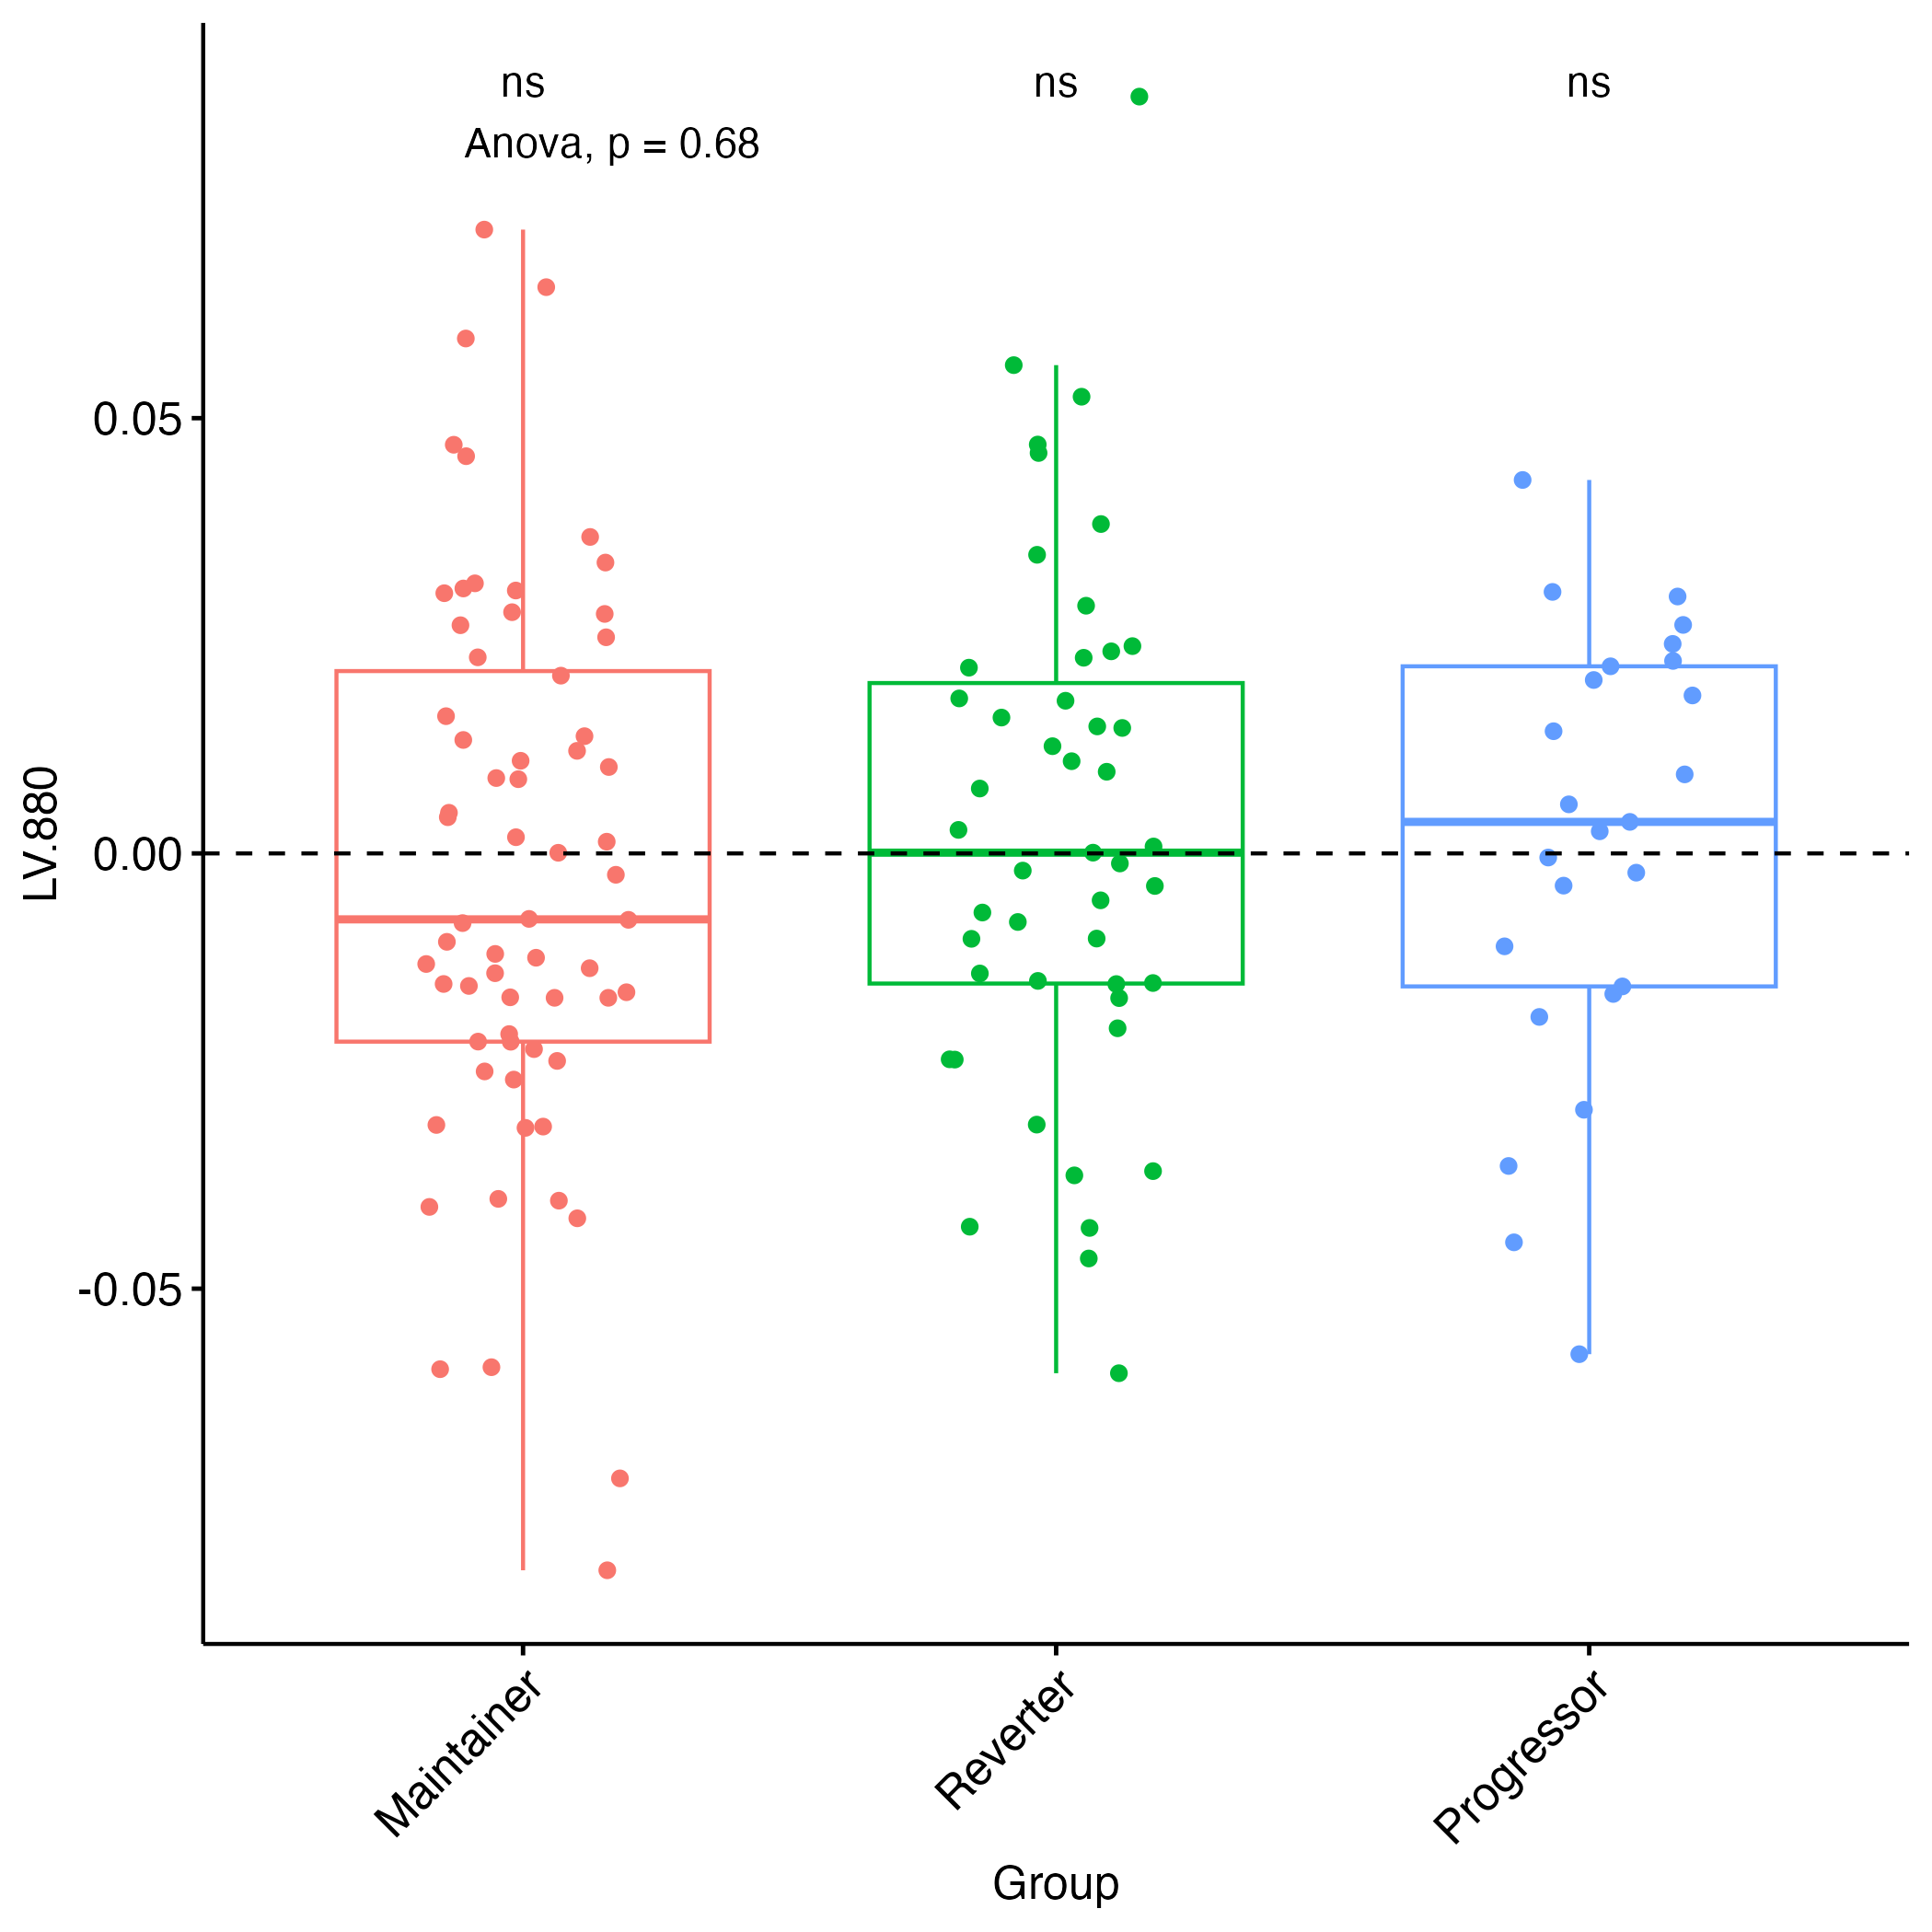 ns ns ns
Anova, p = 0.68
0.05
0.00
-0.05
LV.880
Maintainer Reverter Progressor
Group